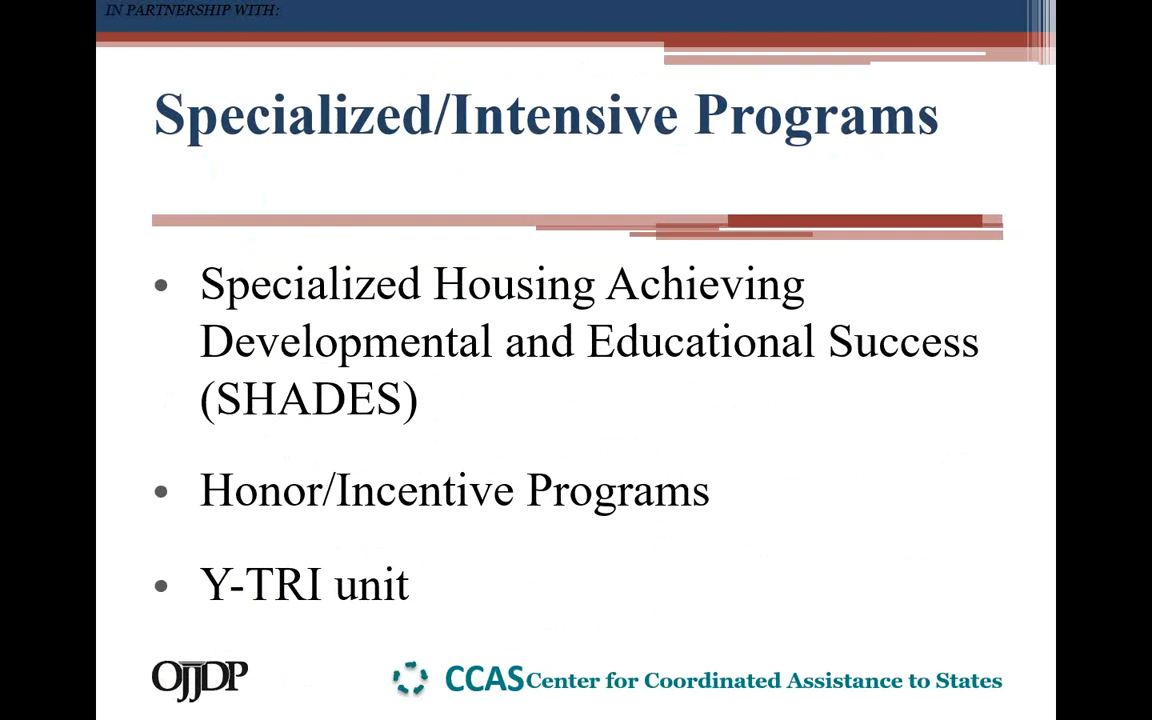 IN PARTNERSHIP WITH:
Specialized/Intensive Programs
• Specialized Housing Achieving
Developmental and Educational Success
(SHADES)
• Honor/Incentive Programs
• Y-TRI unit
OJJDP
CCAS Center for Coordinated Assistance to States